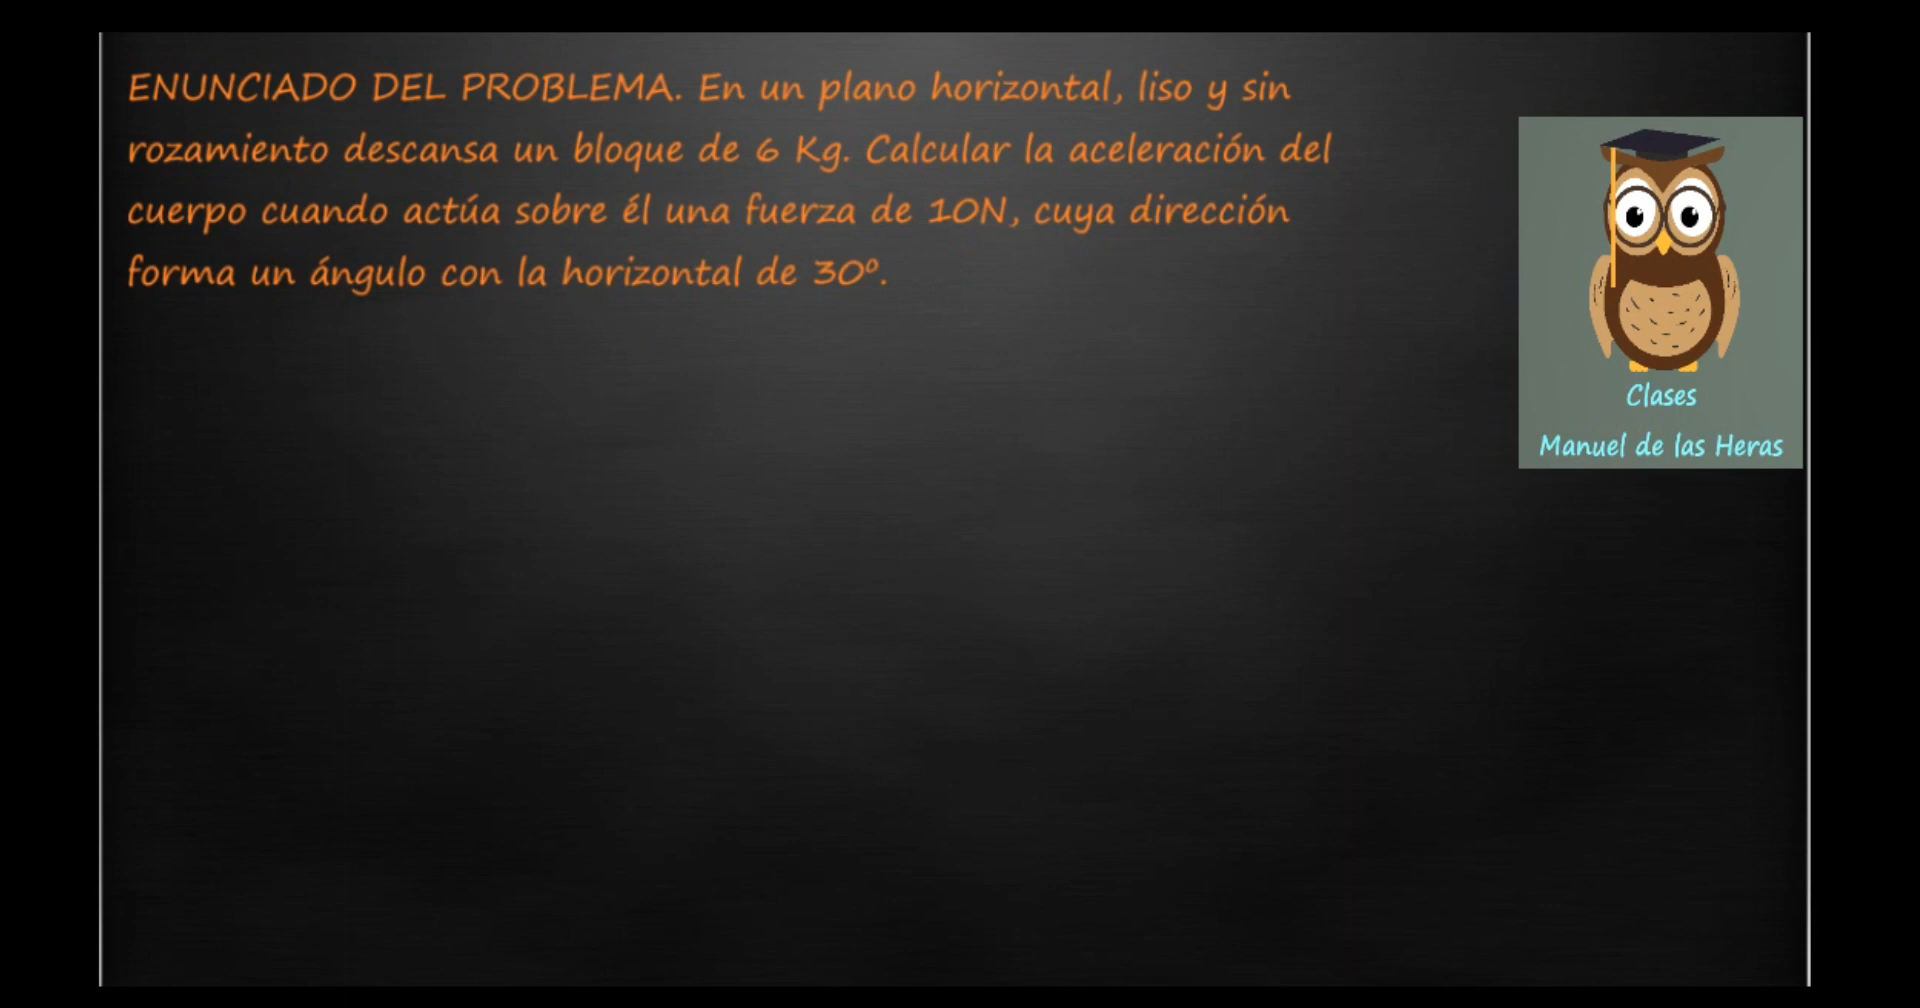 ENUNCIADO DEL PROBLEMA. En un plano horizontal, liso y sin
rozamiento descansa un bloque de 6 Kg. Calcular la aceleración del
cuerpo cuando actúa sobre él una fuerza de 10N, cuya dirección
forma un ángulo con la horizontal de 30º.
Clases
Manuel de las Heras